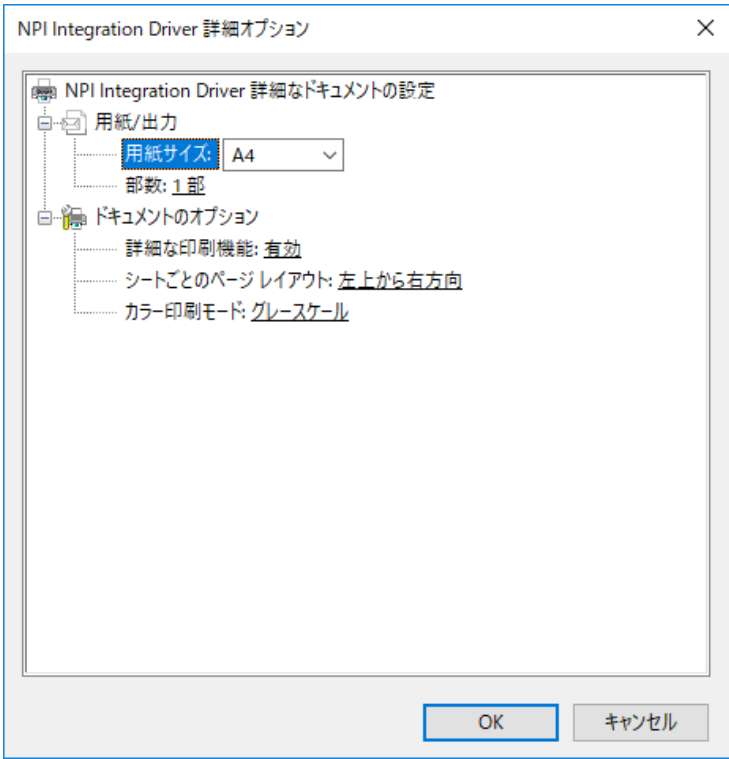 NPI Integration Driver 詳細オプション
NPI Integration Driver 詳細なドキュメントの設定
用紙/出力
用紙サイズ: A4
部数: 1 部
ドキュメントのオプション
詳細な印刷機能: 有効
シートごとのページ レイアウト: 左上から右方向
カラー印刷モード: グレースケール
OK キャンセル